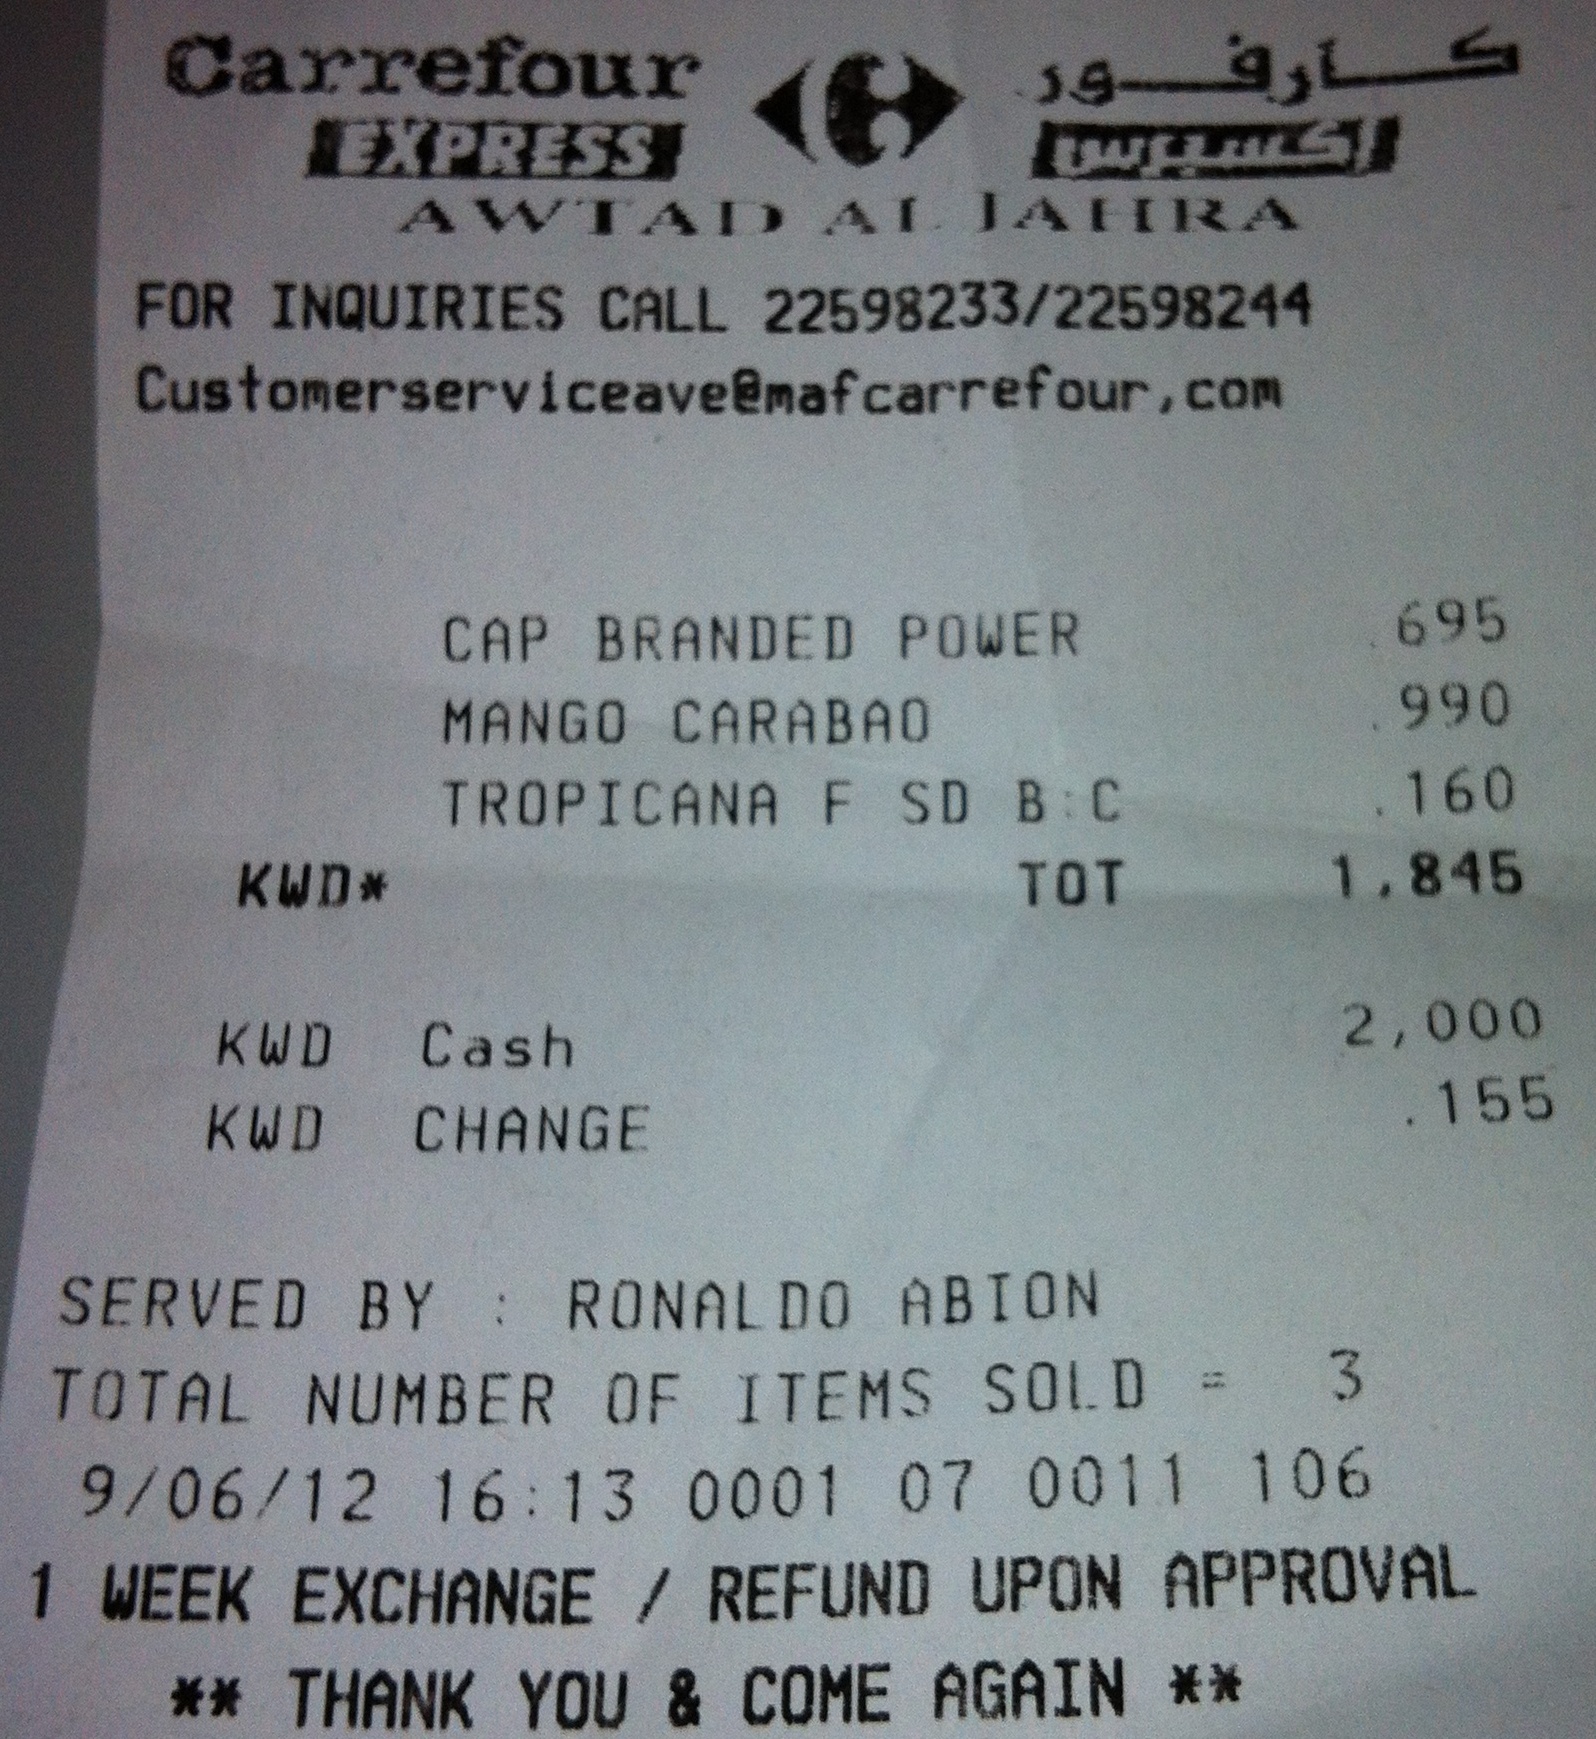 Carrefour كارفور
EXPRESS إكسبرس
AWTAD AL JAHRA
FOR INQUIRIES CALL 22598233/22598244
Customerserviceave@mafcarrefour,com
CAP BRANDED POWER .695
MANGO CARABAO .990
TROPICANA F SD B:C .160
KWD* TOT 1,845
KWD Cash 2,000
KWD CHANGE .155
SERVED BY : RONALDO ABION
TOTAL NUMBER OF ITEMS SOLD = 3
9/06/12 16:13 0001 07 0011 106
1 WEEK EXCHANGE / REFUND UPON APPROVAL
** THANK YOU & COME AGAIN **